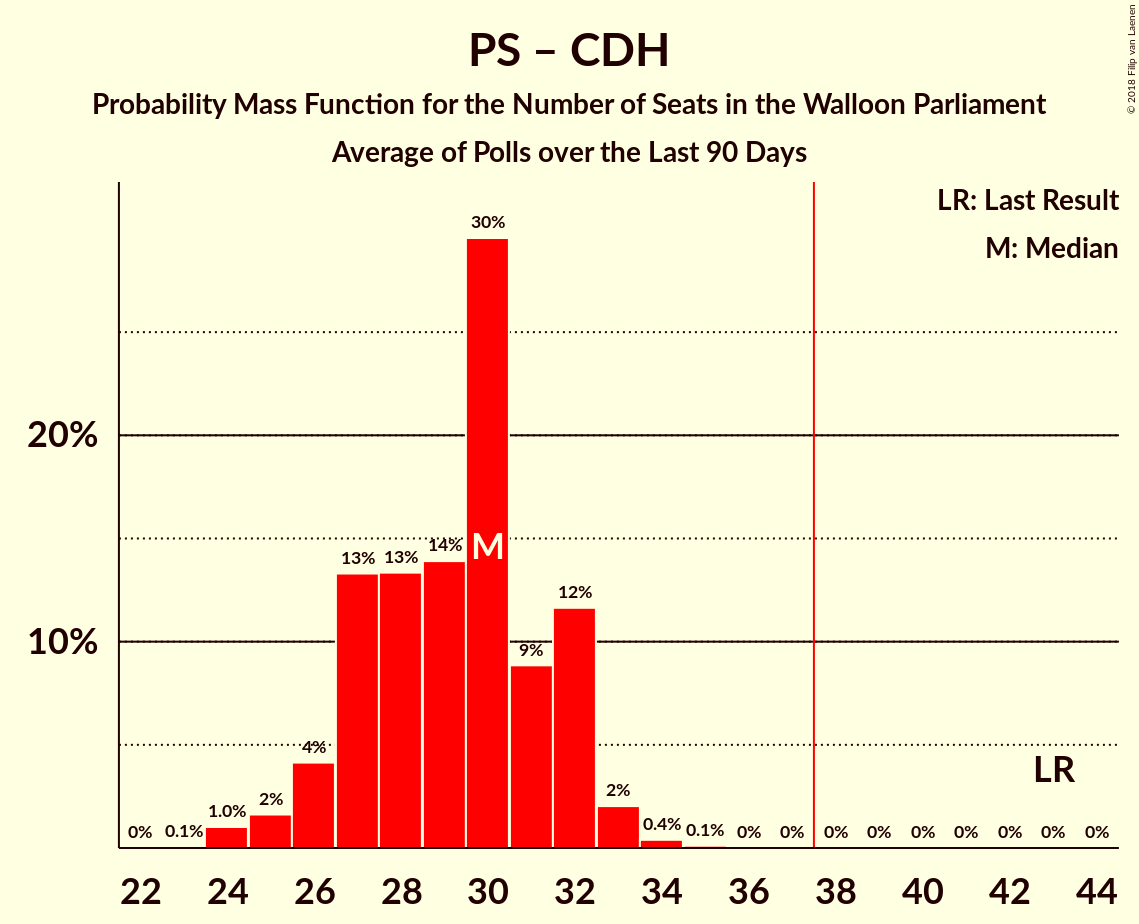 PS – CDH
Probability Mass Function for the Number of Seats in the Walloon Parliament
Average of Polls over the Last 90 Days
© 2018 Filip van Laenen
LR: Last Result
M: Median
20%
10%
0%
0.1%
1.0%
2%
4%
13%
13%
14%
30%
M
9%
12%
2%
0.4%
0.1%
0%
0%
0%
0%
0%
0%
0%
0%
0%
LR
22 24 26 28 30 32 34 36 38 40 42 44